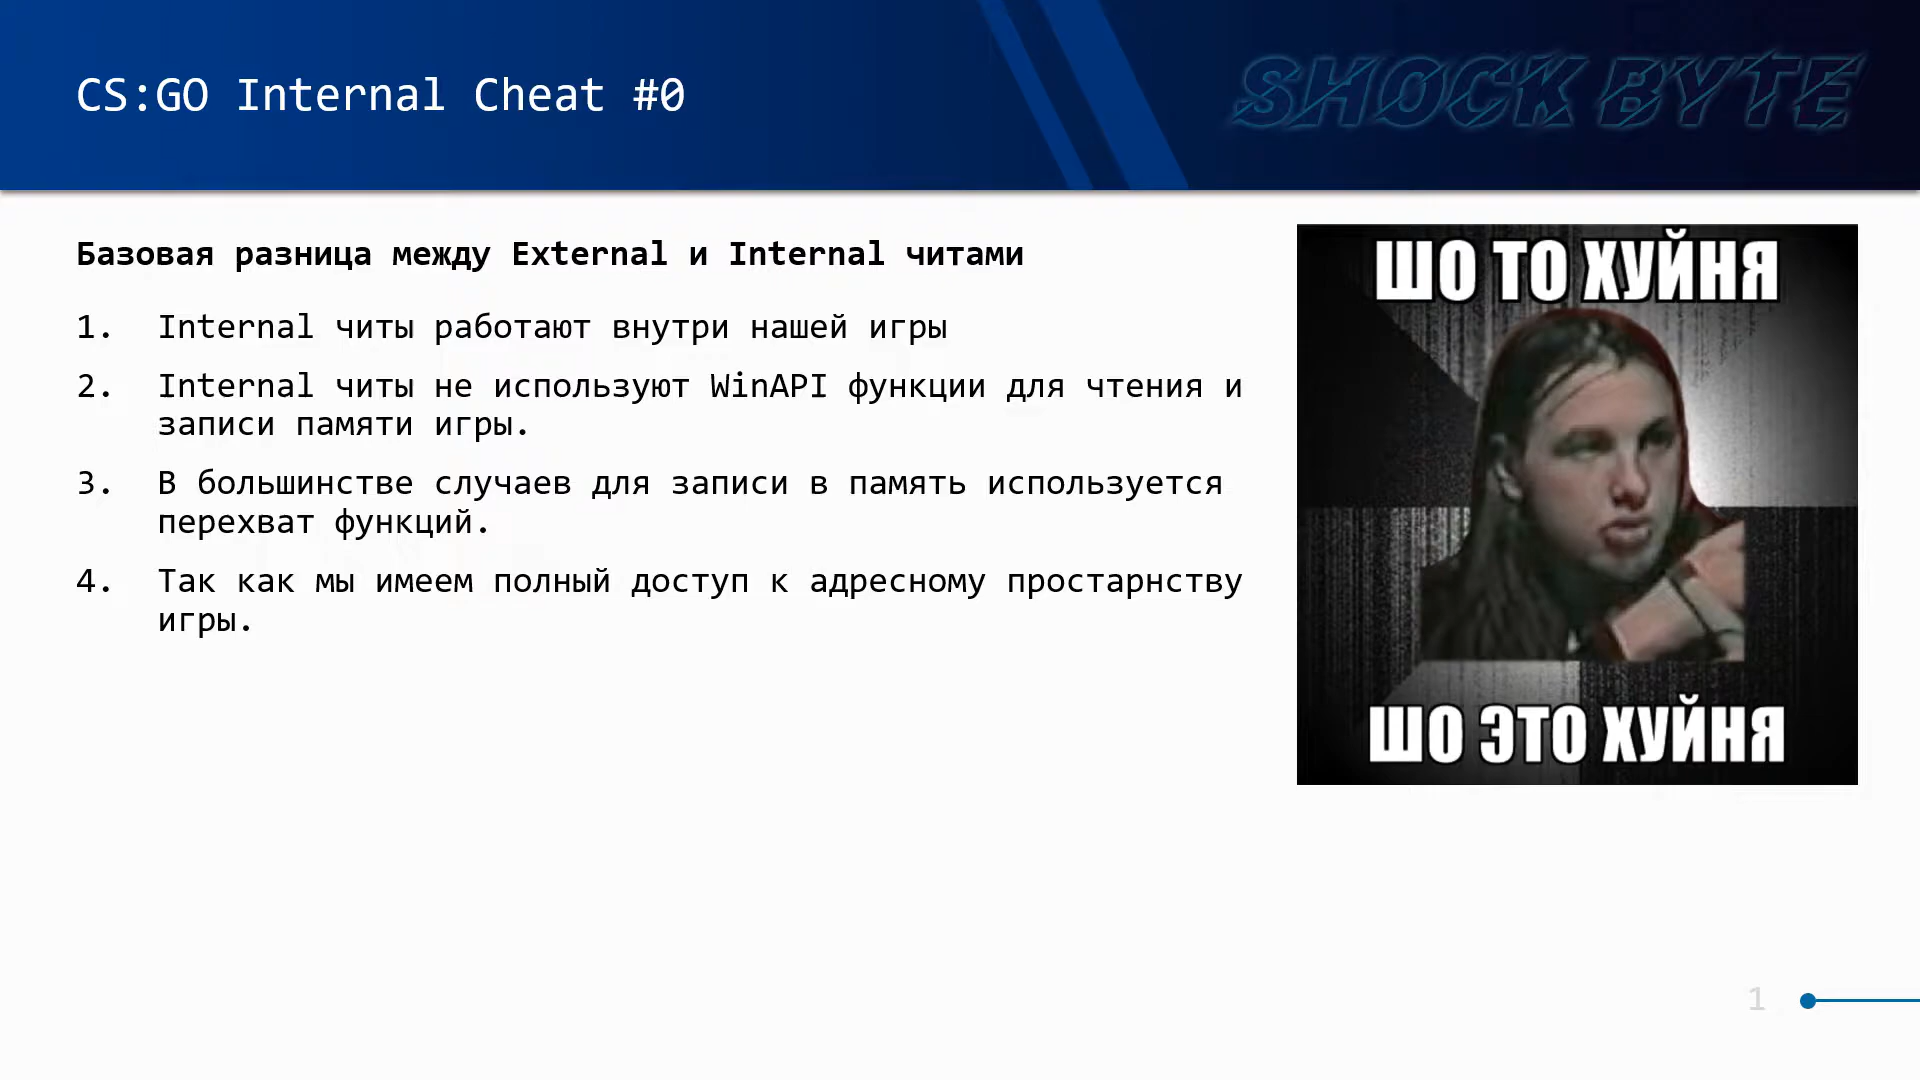 CS:GO Internal Cheat #0
SHOCK BYTE
Базовая разница между External и Internal читами
1. Internal читы работают внутри нашей игры
2. Internal читы не используют WinAPI функции для чтения и
записи памяти игры.
3. В большинстве случаев для записи в память используется
перехват функций.
4. Так как мы имеем полный доступ к адресному простарнству
игры.
ШО ТО ХУЙНЯ
ШО ЭТО ХУЙНЯ
1